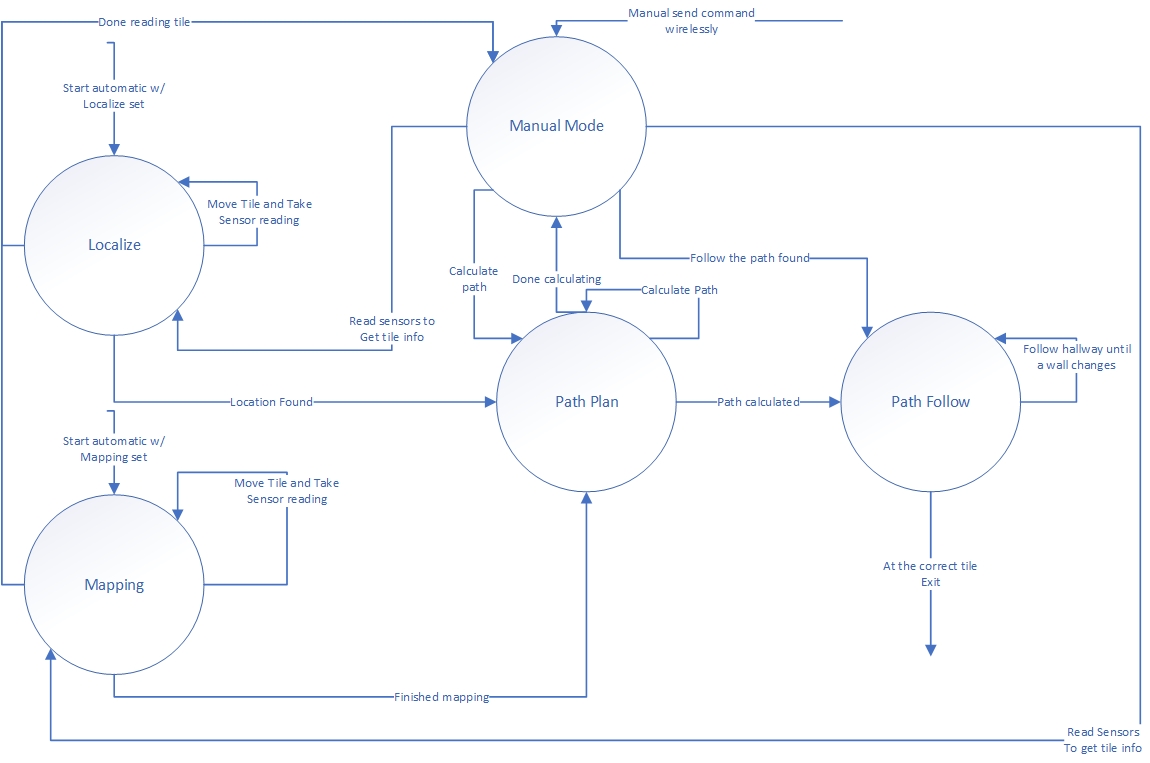 Manual send command
wirelessly
Done reading tile
Start automatic w/
Localize set
Manual Mode
Move Tile and Take
Sensor reading
Localize
Follow the path found
Calculate
path
Done calculating
Calculate Path
Read sensors to
Get tile info
Follow hallway until
a wall changes
Location Found
Path Plan
Path calculated
Path Follow
Start automatic w/
Mapping set
Move Tile and Take
Sensor reading
At the correct tile
Exit
Mapping
Finished mapping
Read Sensors
To get tile info